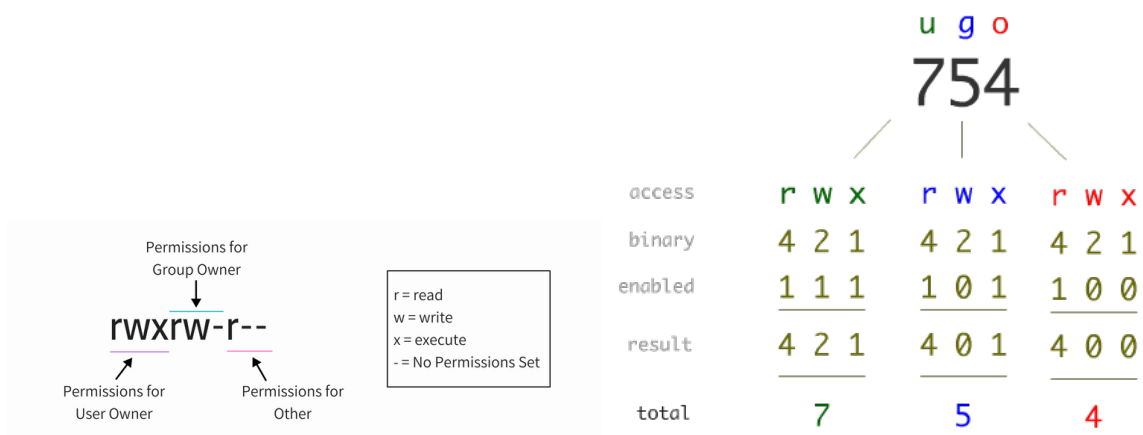 Permissions for
Group Owner
rwxrw-r--
Permissions for
User Owner
Permissions for
Other
r = read
w = write
x = execute
- = No Permissions Set
u g o
754
access r w x r w x r w x
binary 4 2 1 4 2 1 4 2 1
enabled 1 1 1 1 0 1 1 0 0
result 4 2 1 4 0 1 4 0 0
total 7 5 4